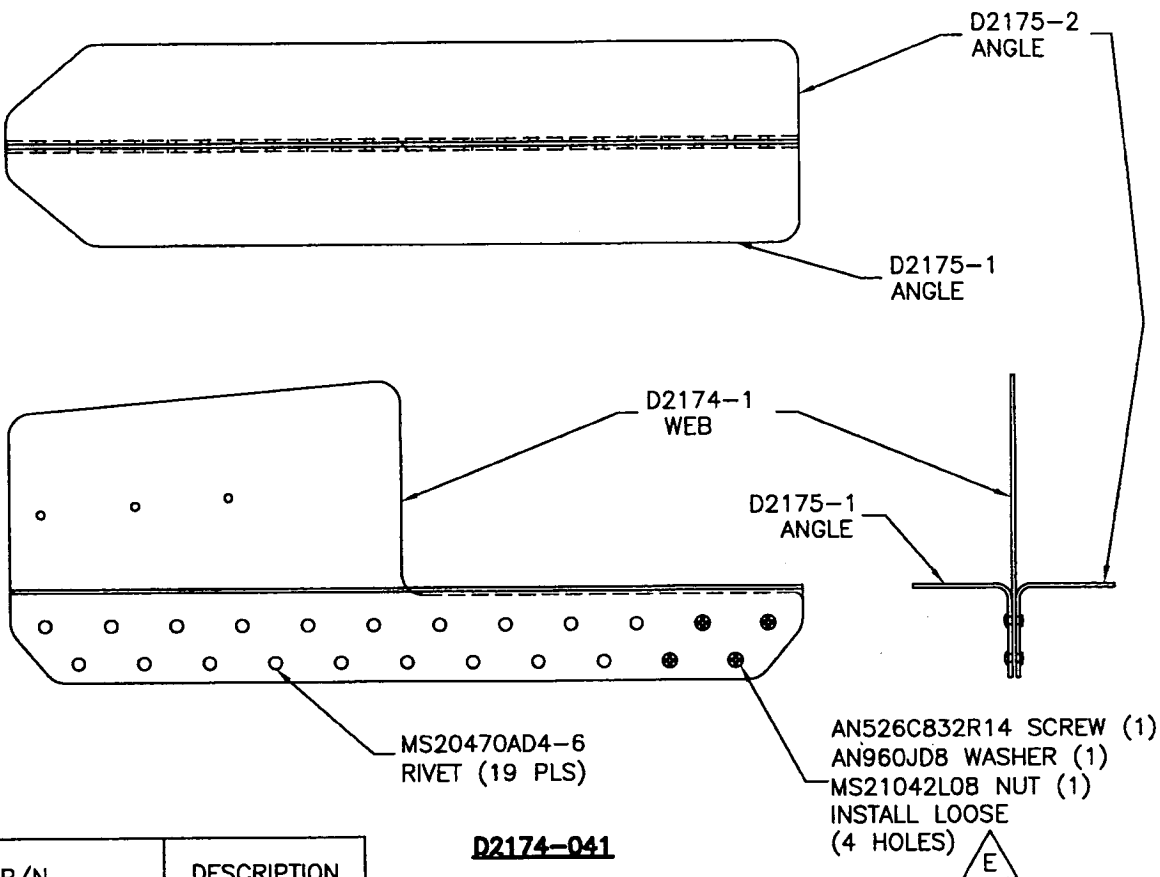 D2175-2
ANGLE
D2175-1
ANGLE
D2174-1
WEB
D2175-1
ANGLE
MS20470AD4-6
RIVET (19 PLS)
AN526C832R14 SCREW (1)
AN960JD8 WASHER (1)
MS21042L08 NUT (1)
INSTALL LOOSE
(4 HOLES)
E
D2174-041
P/N
DESCRIPTION